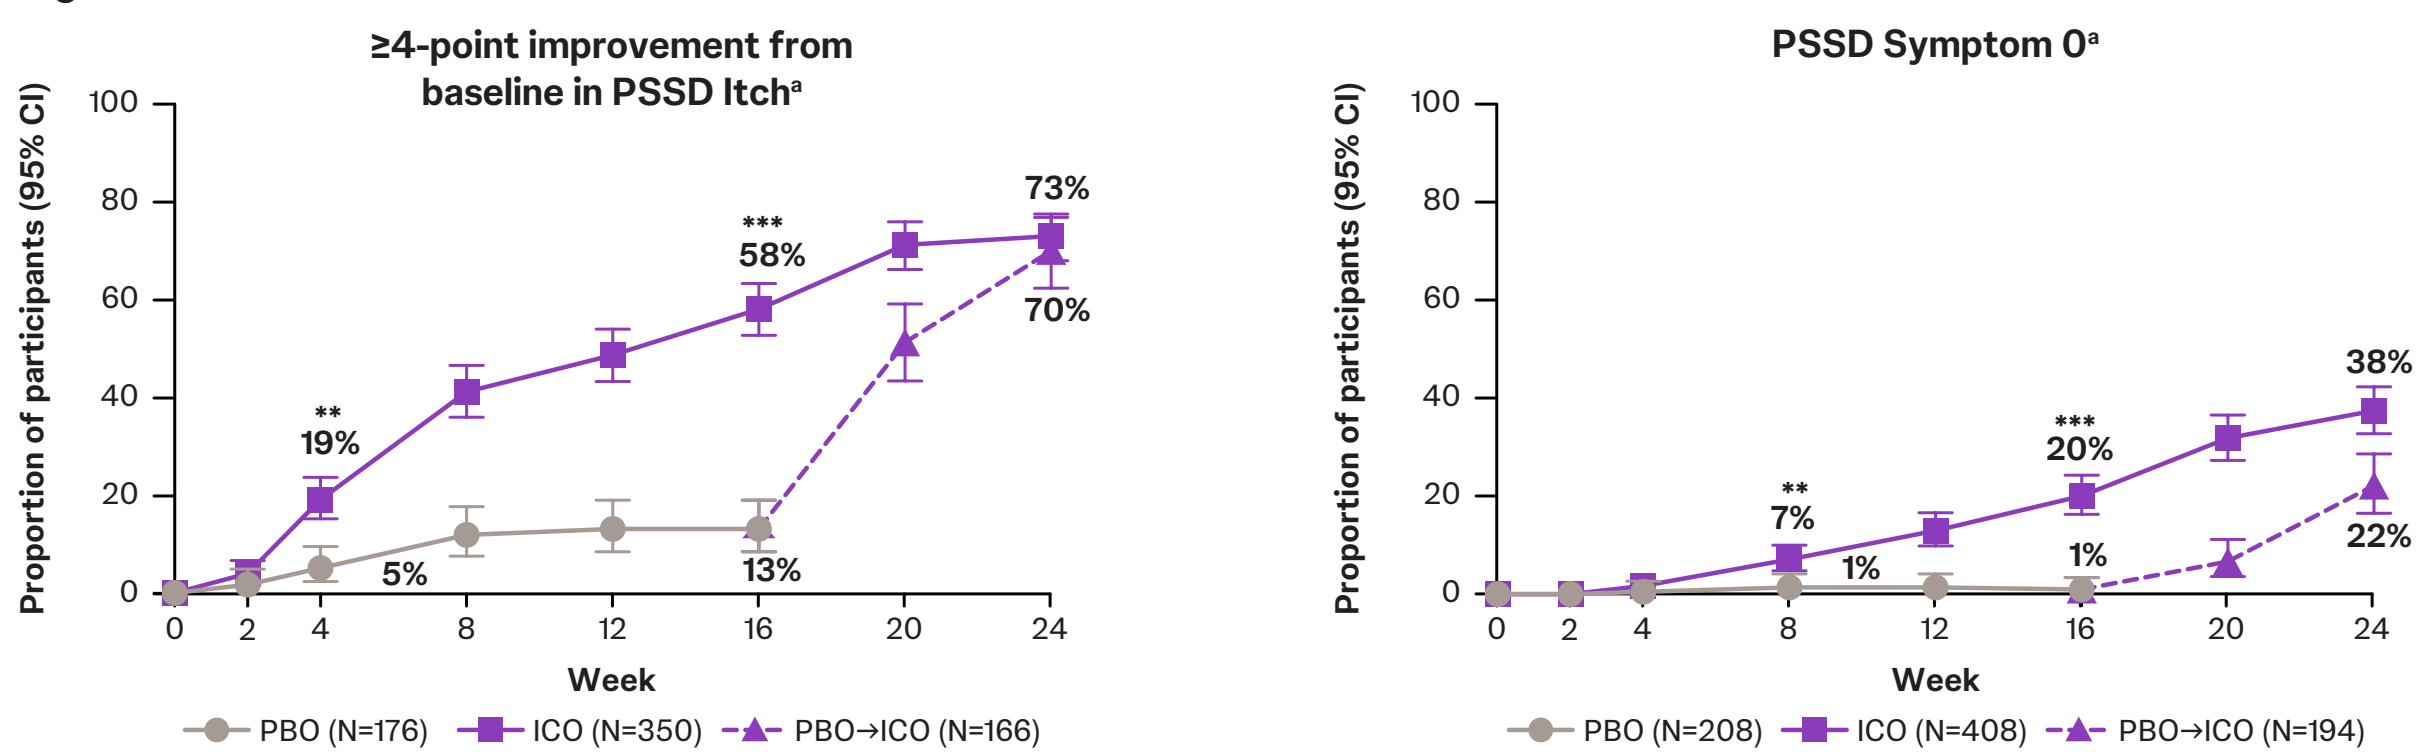 ≥4-point improvement from
baseline in PSSD Itchᵃ
Proportion of participants (95% CI)
100
80
60
40
20
0
**
19%
5%
***
58%
13%
73%
70%
0 2 4 8 12 16 20 24
Week
PBO (N=176) ICO (N=350) PBO→ICO (N=166)
PSSD Symptom 0ᵃ
Proportion of participants (95% CI)
100
80
60
40
20
0
**
7%
1%
***
20%
1%
38%
22%
0 2 4 8 12 16 20 24
Week
PBO (N=208) ICO (N=408) PBO→ICO (N=194)